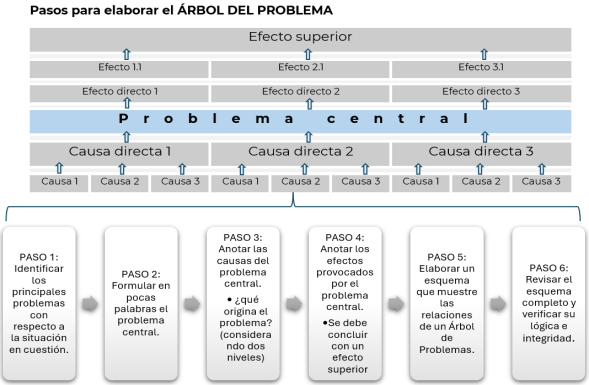 Pasos para elaborar el ÁRBOL DEL PROBLEMA
Efecto superior
Efecto 1.1
Efecto 2.1
Efecto 3.1
Efecto directo 1
Efecto directo 2
Efecto directo 3
Problema central
Causa directa 1
Causa directa 2
Causa directa 3
Causa 1
Causa 2
Causa 3
Causa 1
Causa 2
Causa 3
Causa 1
Causa 2
Causa 3
PASO 1:
Identificar
los
principales
problemas
con
respecto a
la situación
en cuestión.
PASO 2:
Formular en
pocas
palabras el
problema
central.
PASO 3:
Anotar las
causas del
problema
central.
• ¿qué
origina el
problema?
(considera
ndo dos
niveles)
PASO 4:
Anotar los
efectos
provocados
por el
problema
central.
•Se debe
concluir
con un
efecto
superior
PASO 5:
Elaborar un
esquema
que muestre
las
relaciones
de un Árbol
de
Problemas.
PASO 6:
Revisar el
esquema
completo y
verificar su
lógica e
integridad.